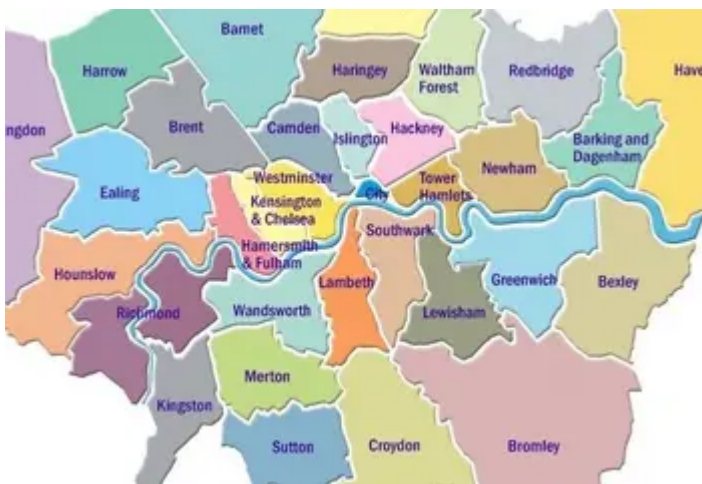 Barnet
Harrow
Haringey
Waltham
Forest
Redbridge
Have
ngdon
Brent
Camden
Islington
Hackney
Barking and
Dagenham
Newham
Westminster
Tower
Hamlets
Ealing
City
Kensington
& Chelsea
Southwark
Hamersmith
& Fulham
Hounslow
Lambeth
Greenwich
Bexley
Richmond
Wandsworth
Lewisham
Merton
Kingston
Sutton
Croydon
Bromley